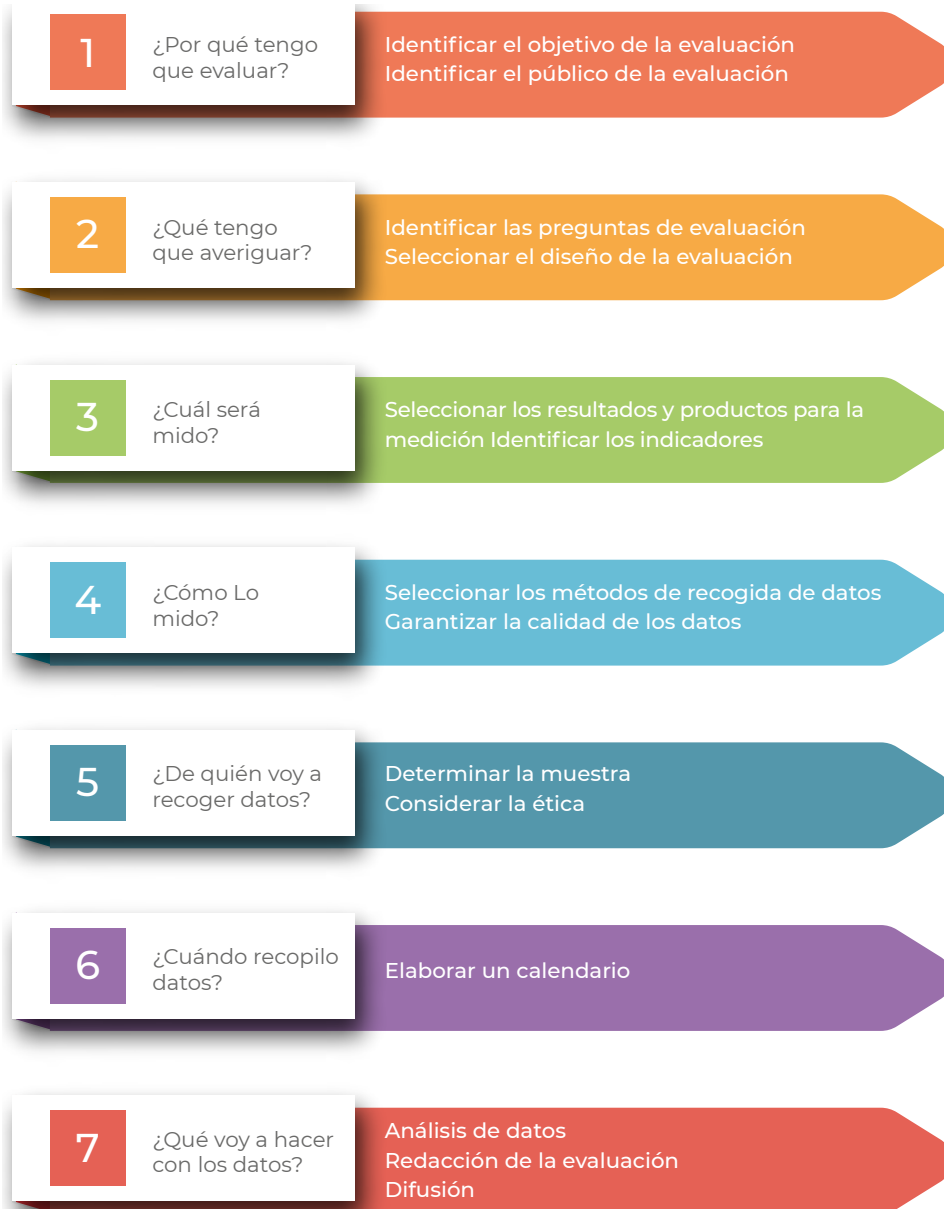 1
¿Por qué tengo
que evaluar?
Identificar el objetivo de la evaluación
Identificar el público de la evaluación
2
¿Qué tengo
que averiguar?
Identificar las preguntas de evaluación
Seleccionar el diseño de la evaluación
3
¿Cuál será
mido?
Seleccionar los resultados y productos para la
medición Identificar los indicadores
4
¿Cómo Lo
mido?
Seleccionar los métodos de recogida de datos
Garantizar la calidad de los datos
5
¿De quién voy a
recoger datos?
Determinar la muestra
Considerar la ética
6
¿Cuándo recopilo
datos?
Elaborar un calendario
7
¿Qué voy a hacer
con los datos?
Análisis de datos
Redacción de la evaluación
Difusión